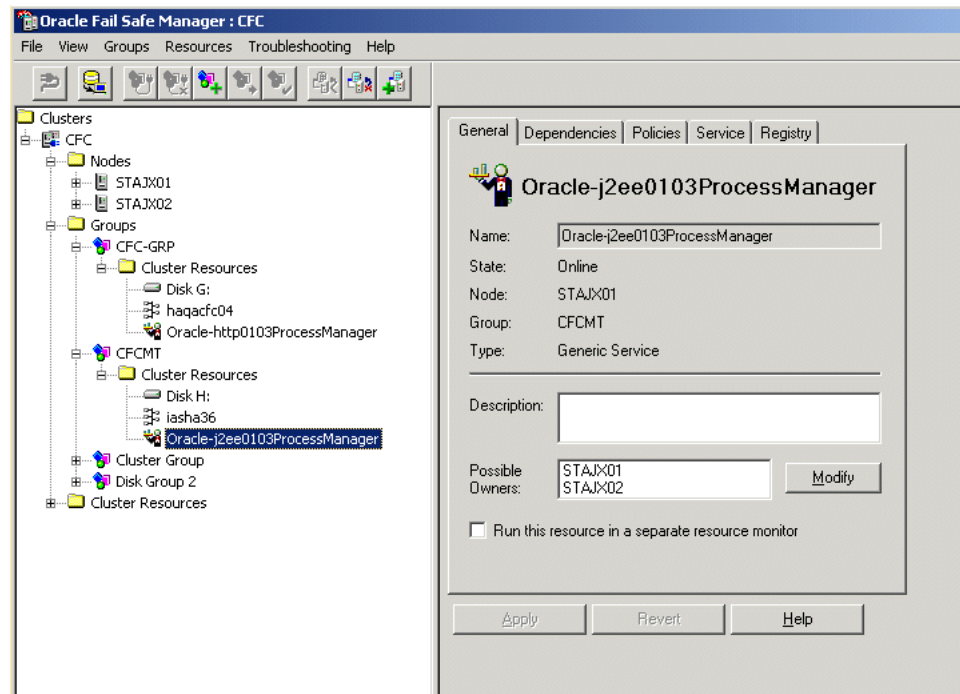 Oracle Fail Safe Manager : CFC
File View Groups Resources Troubleshooting Help
Clusters
CFC
Nodes
STAJX01
STAJX02
Groups
CFC-GRP
Cluster Resources
Disk G:
haqacfc04
Oracle-http0103ProcessManager
CFCMT
Cluster Resources
Disk H:
iasha36
Oracle-j2ee0103ProcessManager
Cluster Group
Disk Group 2
Cluster Resources
General Dependencies Policies Service Registry
Oracle-j2ee0103ProcessManager
Name: Oracle-j2ee0103ProcessManager
State: Online
Node: STAJX01
Group: CFCMT
Type: Generic Service
Description:
Possible Owners:
STAJX01
STAJX02
Modify
Run this resource in a separate resource monitor
Apply Revert Help